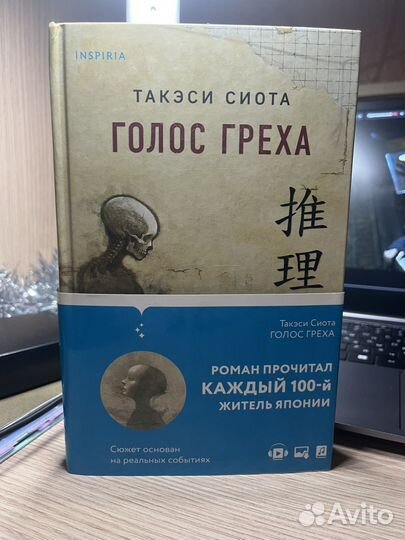 INSPIRIA
ТАКЭСИ СИОТА
ГОЛОС ГРЕХА
推
理
Такэси Сиота
ГОЛОС ГРЕХА
РОМАН ПРОЧИТАЛ
КАЖДЫЙ 100-й
ЖИТЕЛЬ ЯПОНИИ
Сюжет основан
на реальных событиях
Avito